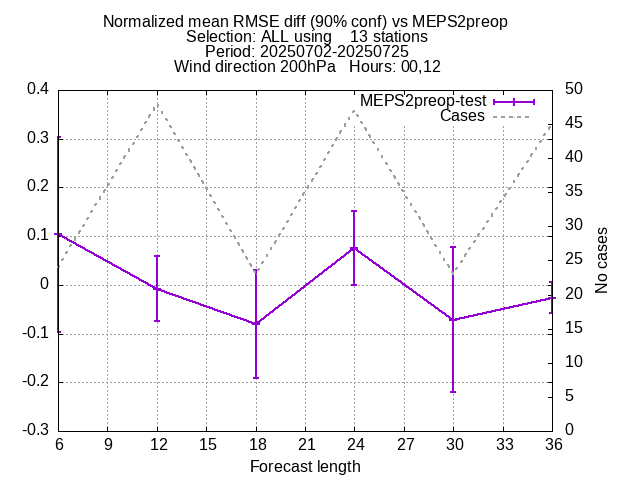 Normalized mean RMSE diff (90% conf) vs MEPS2preop
Selection: ALL using    13 stations
Period: 20250702-20250725
Wind direction 200hPa   Hours: 00,12
MEPS2preop-test
Cases
0.4
0.3
0.2
0.1
0
-0.1
-0.2
-0.3
50
45
40
35
30
25
20
15
10
5
0
No cases
6 9 12 15 18 21 24 27 30 33 36
Forecast length